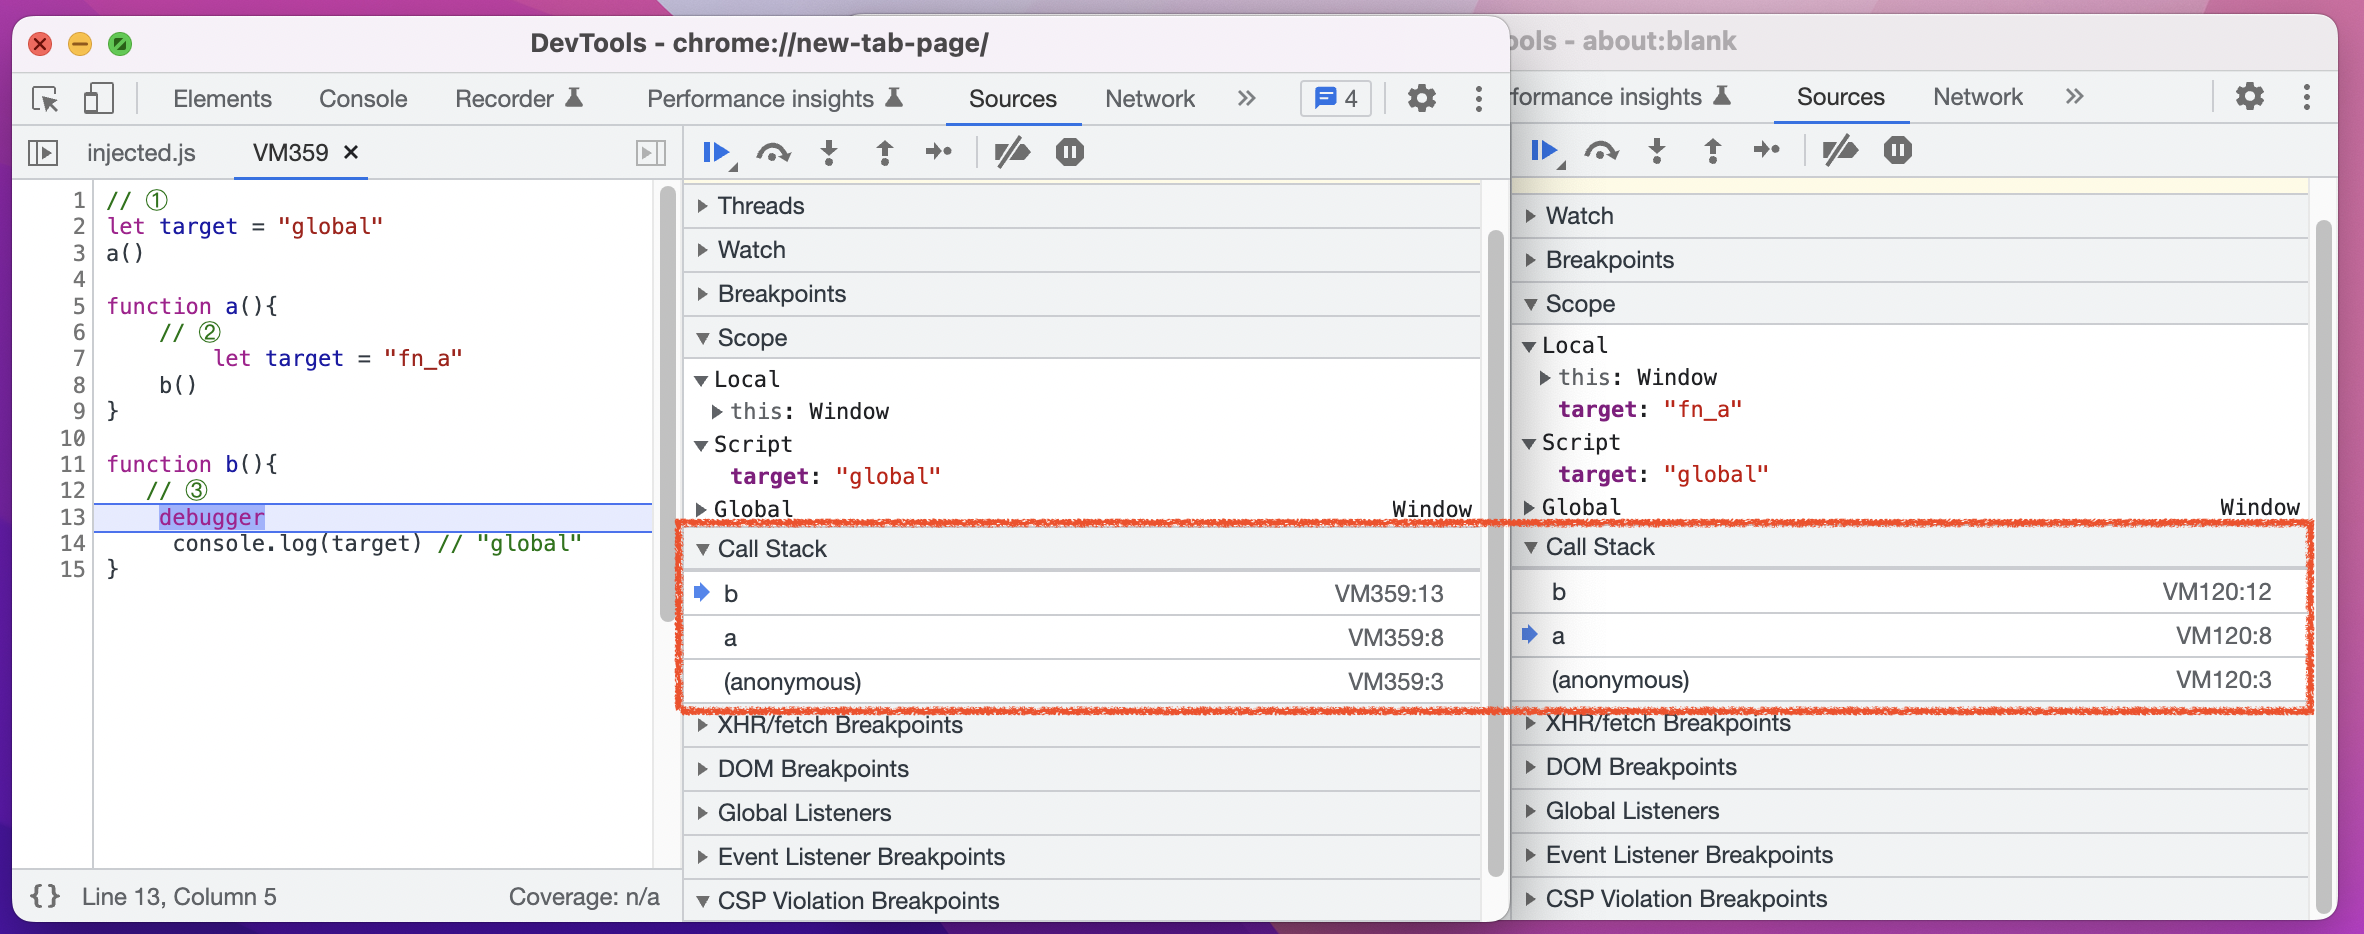 DevTools - chrome://new-tab-page/
Elements Console Recorder Performance insights Sources Network 4
injected.js VM359
1 // ①
2 let target = "global"
3 a()
4
5 function a(){
6 // ②
7 let target = "fn_a"
8 b()
9 }
10
11 function b(){
12 // ③
13 debugger
14 console.log(target) // "global"
15 }
{} Line 13, Column 5 Coverage: n/a
Threads
Watch
Breakpoints
Scope
Local
this: Window
Script
target: "global"
Global Window
Call Stack
b VM359:13
a VM359:8
(anonymous) VM359:3
XHR/fetch Breakpoints
DOM Breakpoints
Global Listeners
Event Listener Breakpoints
CSP Violation Breakpoints
ools - about:blank
formance insights Sources Network
Watch
Breakpoints
Scope
Local
this: Window
target: "fn_a"
Script
target: "global"
Global Window
Call Stack
b VM120:12
a VM120:8
(anonymous) VM120:3
XHR/fetch Breakpoints
DOM Breakpoints
Global Listeners
Event Listener Breakpoints
CSP Violation Breakpoints